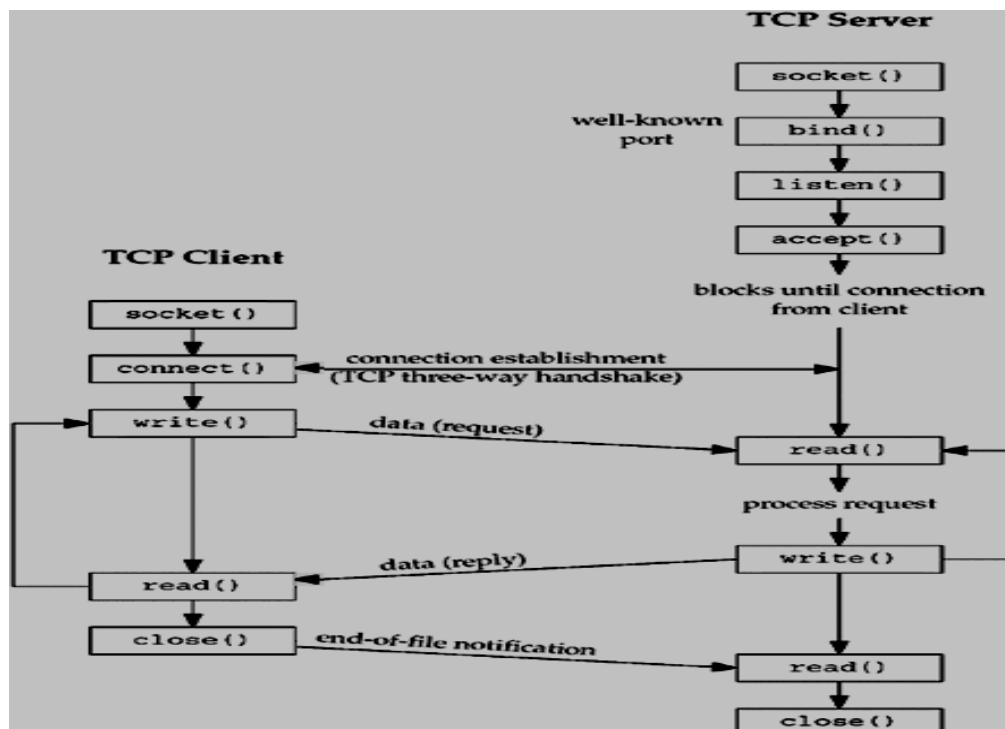 TCP Server
socket()
well-known
port
bind()
listen()
accept()
TCP Client
blocks until connection
from client
socket()
connection establishment
(TCP three-way handshake)
connect()
write()
data (request)
read()
process request
write()
data (reply)
read()
close()
end-of-file notification
read()
close()